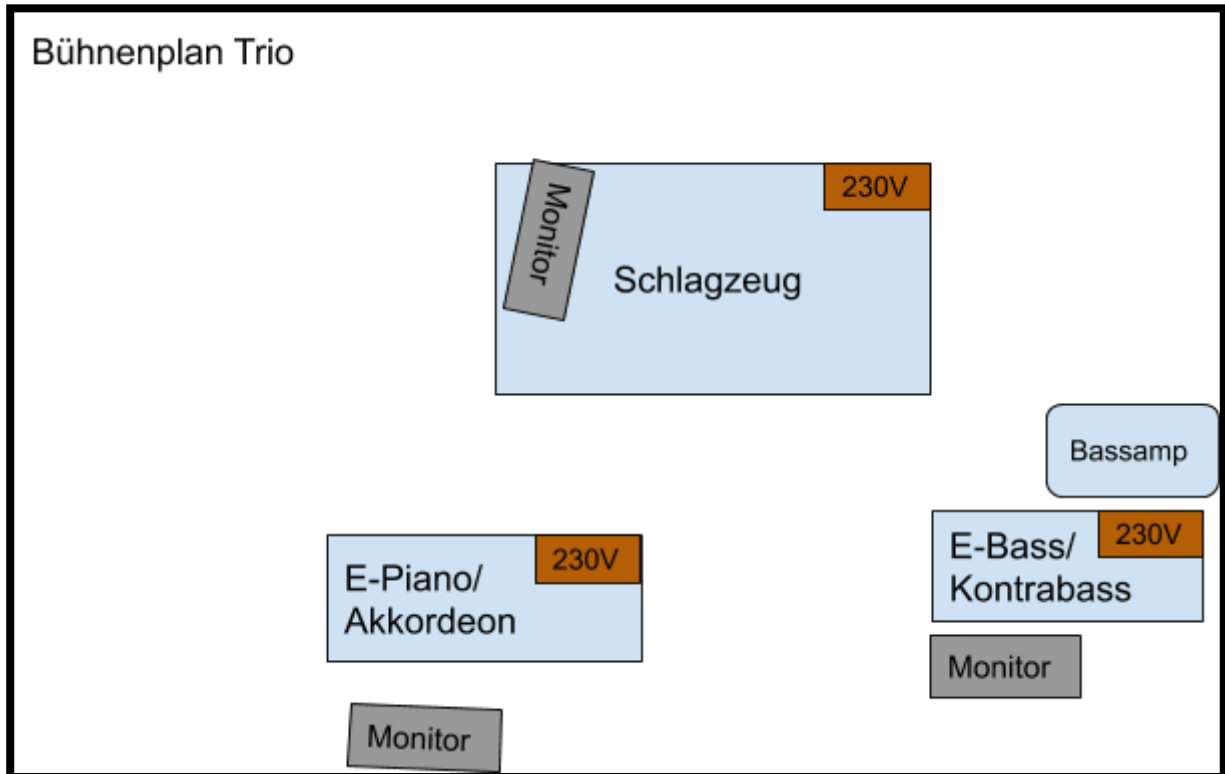 Bühnenplan Trio
Monitor
230V
Schlagzeug
Bassamp
E-Bass/
230V
Kontrabass
E-Piano/
230V
Akkordeon
Monitor
Monitor